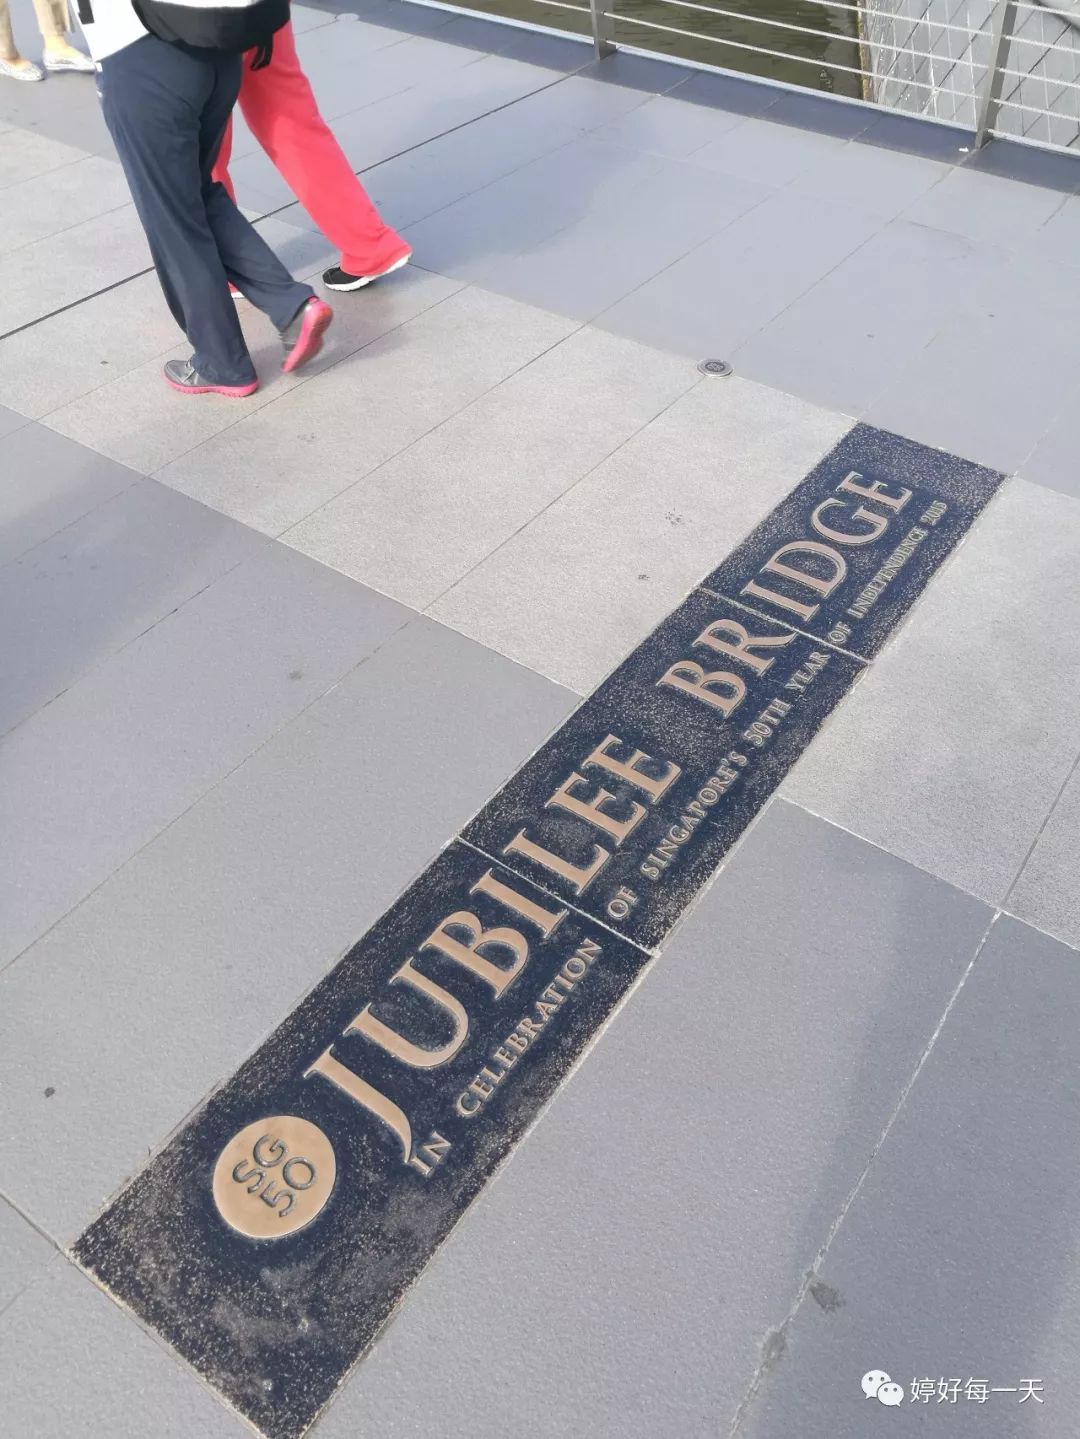 JUBILEE BRIDGE
IN CELEBRATION OF SINGAPORE'S 50TH YEAR OF INDEPENDENCE 2015
SG
50
婷好每一天